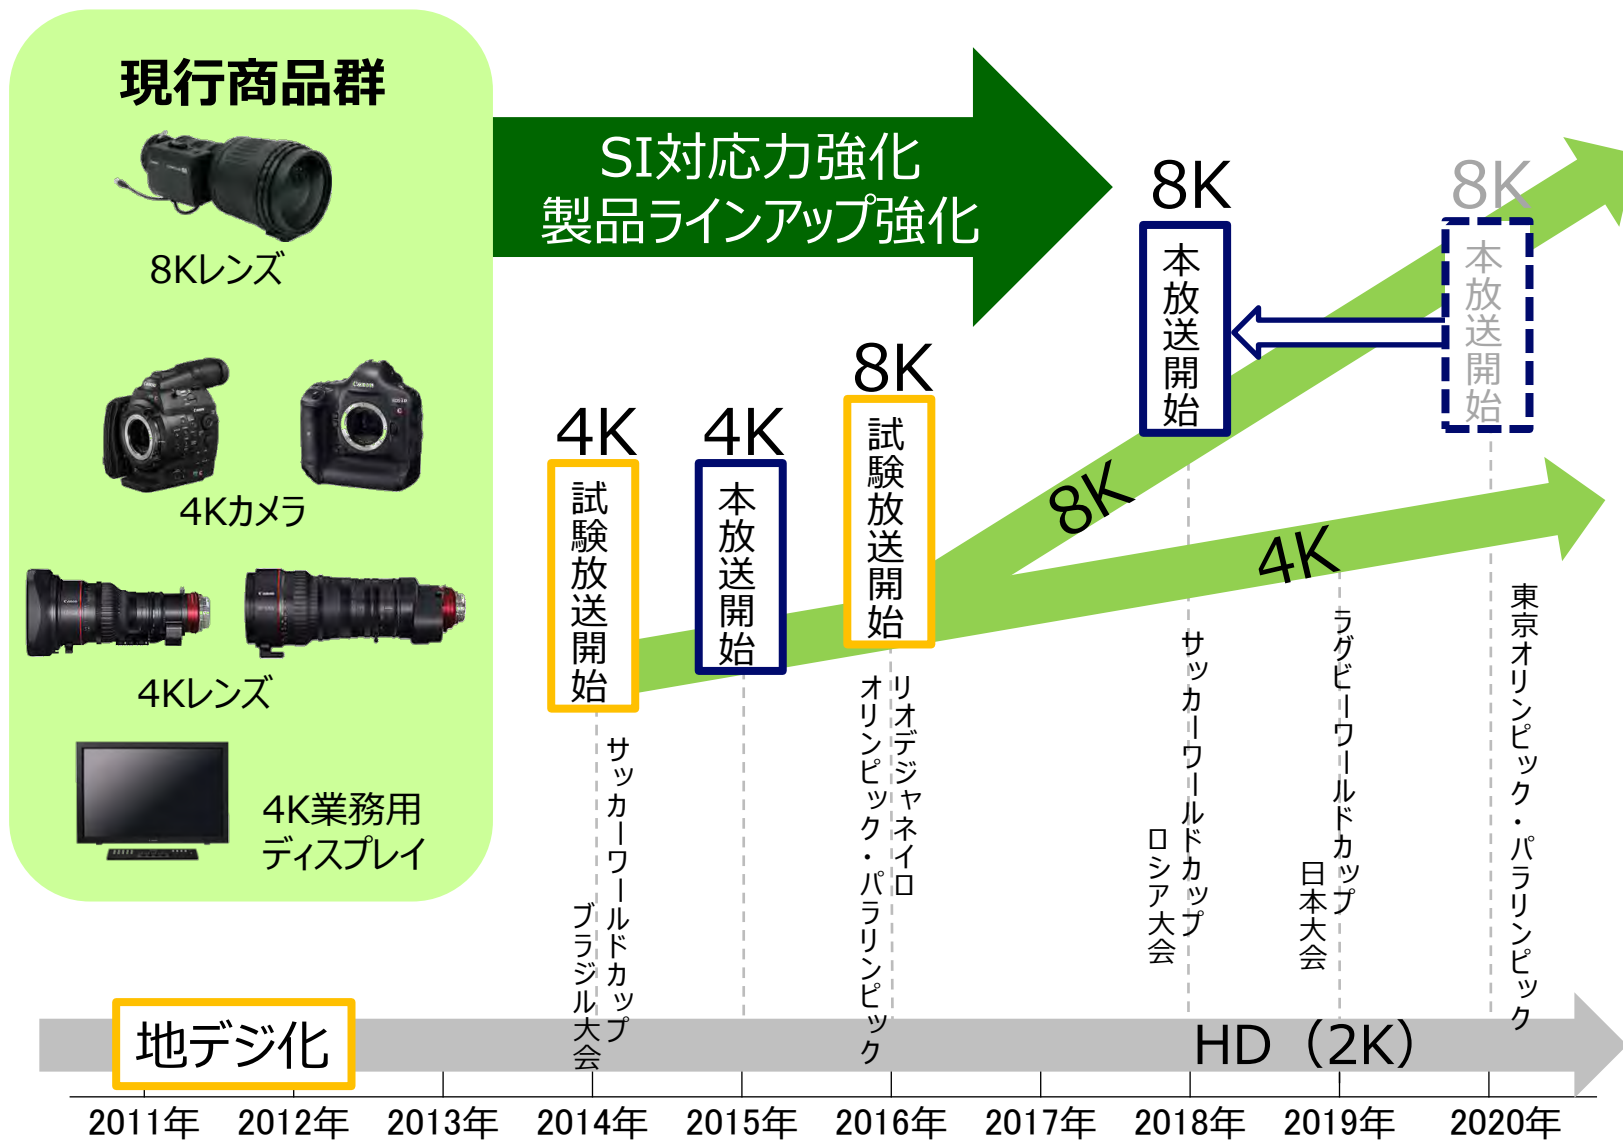 現行商品群
8Kレンズ
4Kカメラ
4Kレンズ
4K業務用
ディスプレイ
SI対応力強化
製品ラインアップ強化
4K
試験放送開始
4K
本放送開始
8K
試験放送開始
8K
本放送開始
8K
本放送開始
8K
4K
サッカーワールドカップ
ブラジル大会
リオデジャネイロ
オリンピック・パラリンピック
サッカーワールドカップ
ロシア大会
ラグビーワールドカップ
日本大会
東京オリンピック・パラリンピック
地デジ化
HD（2K）
2011年
2012年
2013年
2014年
2015年
2016年
2017年
2018年
2019年
2020年